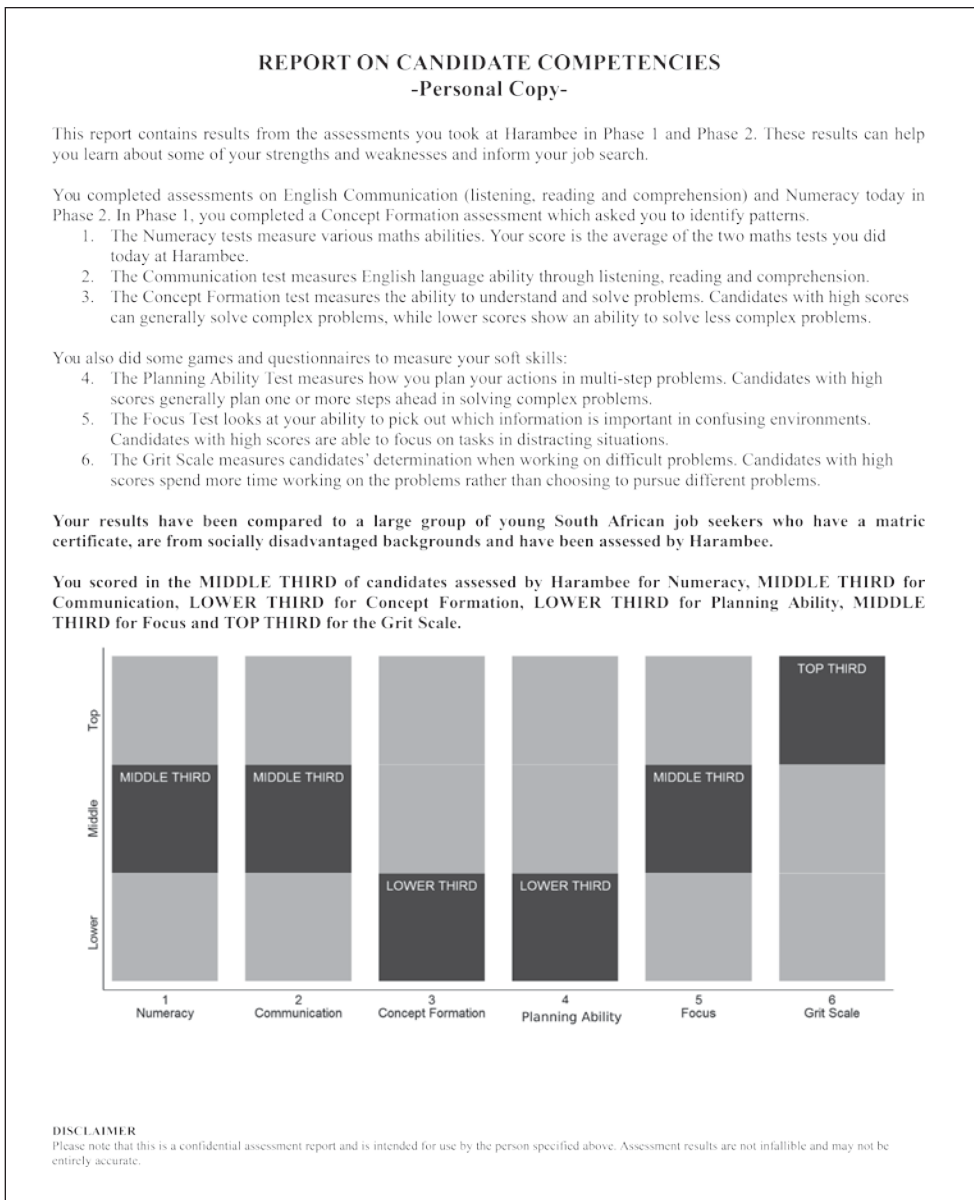 REPORT ON CANDIDATE COMPETENCIES
-Personal Copy-
This report contains results from the assessments you took at Harambee in Phase 1 and Phase 2. These results can help
you learn about some of your strengths and weaknesses and inform your job search.
You completed assessments on English Communication (listening, reading and comprehension) and Numeracy today in
Phase 2. In Phase 1, you completed a Concept Formation assessment which asked you to identify patterns.
1. The Numeracy tests measure various maths abilities. Your score is the average of the two maths tests you did
today at Harambee.
2. The Communication test measures English language ability through listening, reading and comprehension.
3. The Concept Formation test measures the ability to understand and solve problems. Candidates with high scores
can generally solve complex problems, while lower scores show an ability to solve less complex problems.
You also did some games and questionnaires to measure your soft skills:
4. The Planning Ability Test measures how you plan your actions in multi-step problems. Candidates with high
scores generally plan one or more steps ahead in solving complex problems.
5. The Focus Test looks at your ability to pick out which information is important in confusing environments.
Candidates with high scores are able to focus on tasks in distracting situations.
6. The Grit Scale measures candidates' determination when working on difficult problems. Candidates with high
scores spend more time working on the problems rather than choosing to pursue different problems.
Your results have been compared to a large group of young South African job seekers who have a matric
certificate, are from socially disadvantaged backgrounds and have been assessed by Harambee.
You scored in the MIDDLE THIRD of candidates assessed by Harambee for Numeracy, MIDDLE THIRD for
Communication, LOWER THIRD for Concept Formation, LOWER THIRD for Planning Ability, MIDDLE
THIRD for Focus and TOP THIRD for the Grit Scale.
Top
TOP THIRD
Middle
MIDDLE THIRD
MIDDLE THIRD
MIDDLE THIRD
Lower
LOWER THIRD
LOWER THIRD
1
Numeracy
2
Communication
3
Concept Formation
4
Planning Ability
5
Focus
6
Grit Scale
DISCLAIMER
Please note that this is a confidential assessment report and is intended for use by the person specified above. Assessment results are not infallible and may not be
entirely accurate.